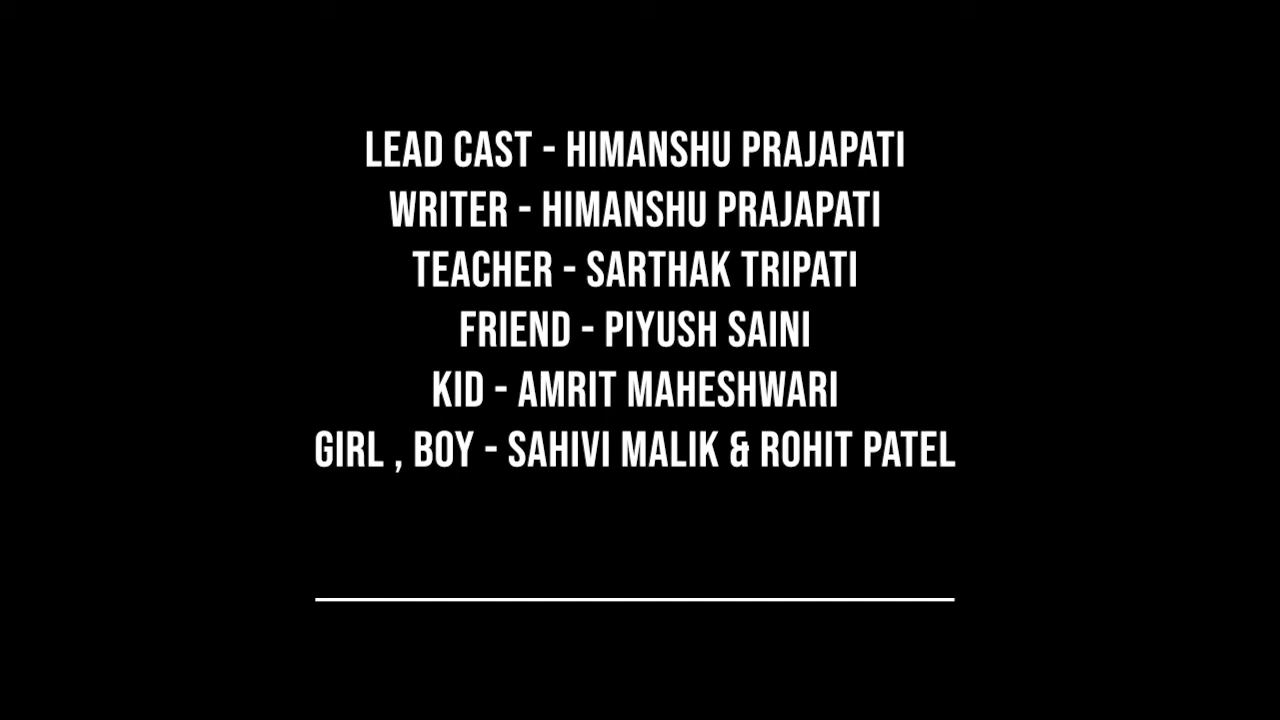 LEAD CAST - HIMANSHU PRAJAPATI
WRITER - HIMANSHU PRAJAPATI
TEACHER - SARTHAK TRIPATI
FRIEND - PIYUSH SAINI
KID - AMRIT MAHESHWARI
GIRL , BOY - SAHIVI MALIK & ROHIT PATEL